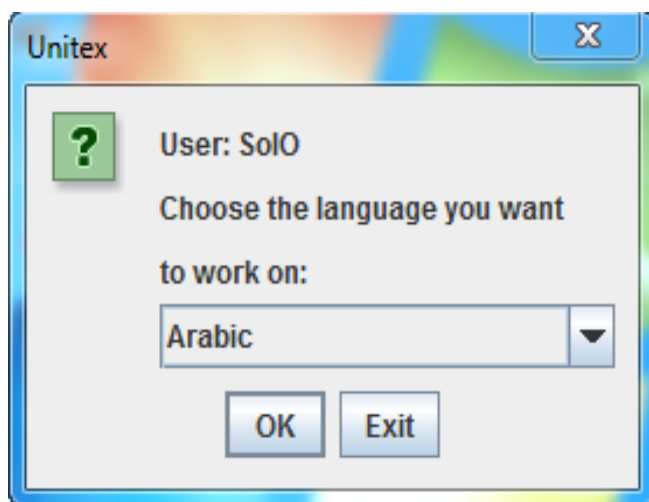 Unitex
?
User: SolO
Choose the language you want
to work on:
Arabic
OK Exit